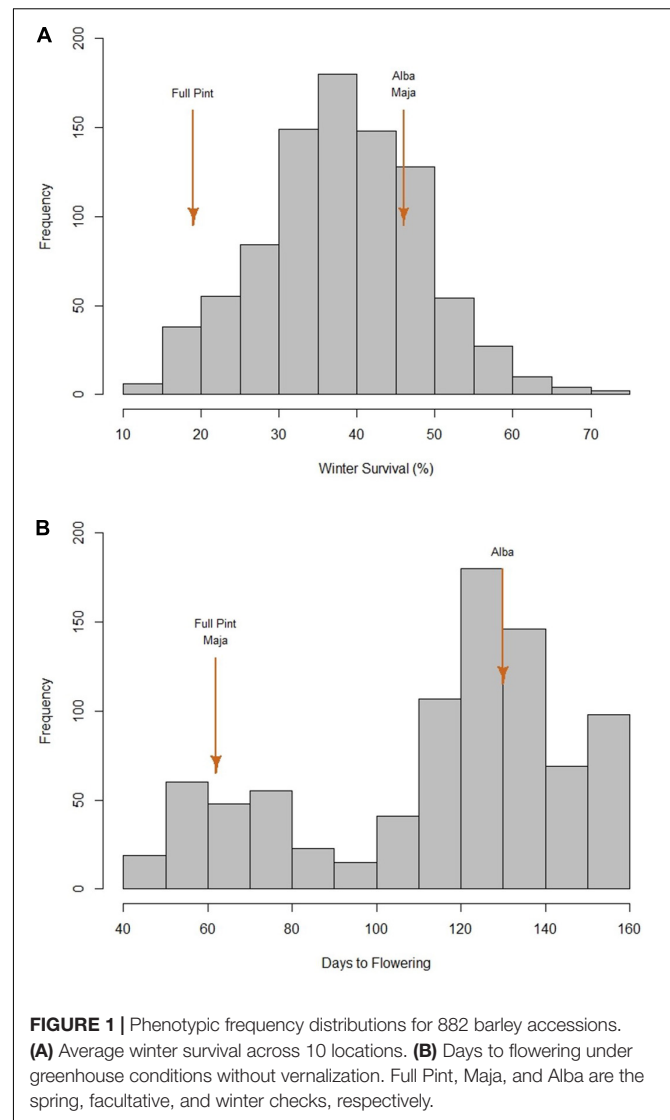 A
200
150
100
50
0
Frequency
Full Pint
Alba
Maja
10 20 30 40 50 60 70
Winter Survival (%)
B
200
150
100
50
0
Frequency
Alba
Full Pint
Maja
40 60 80 100 120 140 160
Days to Flowering
FIGURE 1 | Phenotypic frequency distributions for 882 barley accessions.
(A) Average winter survival across 10 locations. (B) Days to flowering under
greenhouse conditions without vernalization. Full Pint, Maja, and Alba are the
spring, facultative, and winter checks, respectively.